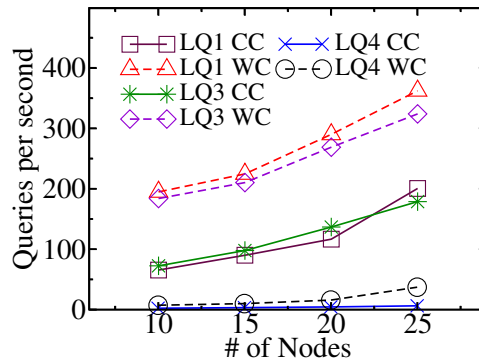 LQ1 CC
LQ4 CC
LQ1 WC
LQ4 WC
LQ3 CC
LQ3 WC
Queries per second
400
300
200
100
0
10 15 20 25
# of Nodes